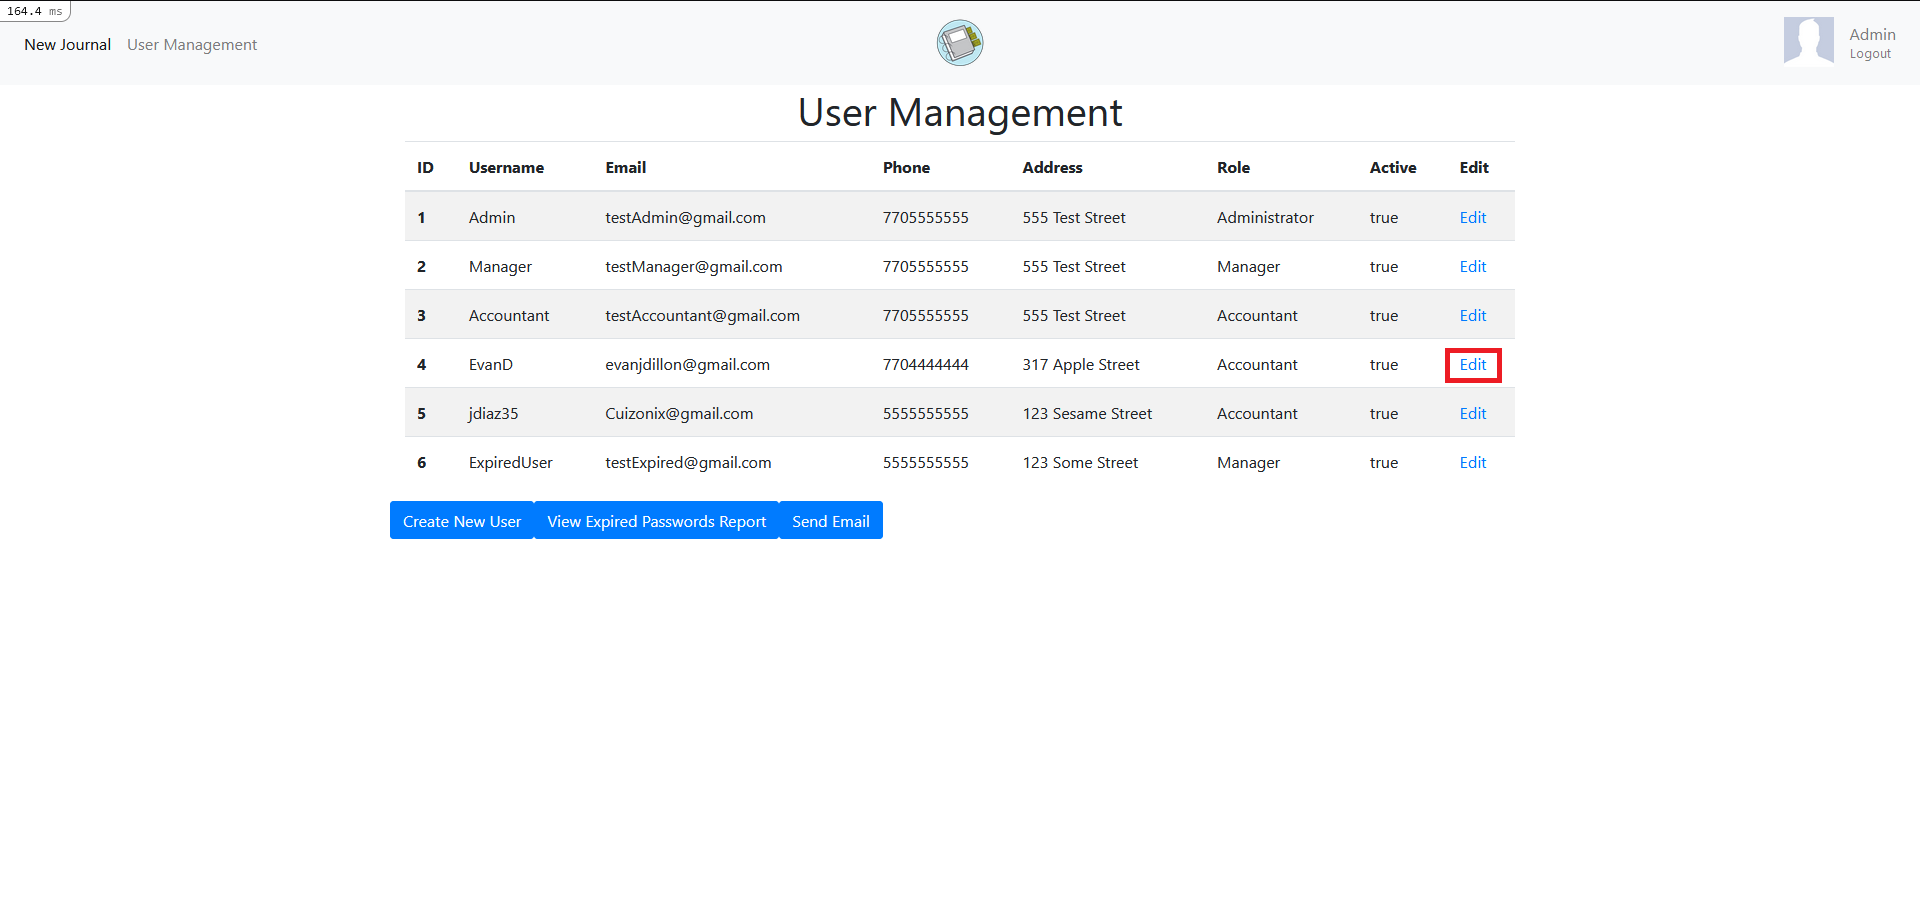 164.4 ms
New Journal User Management
Admin
Logout
User Management
ID Username Email Phone Address Role Active Edit
1 Admin testAdmin@gmail.com 7705555555 555 Test Street Administrator true Edit
2 Manager testManager@gmail.com 7705555555 555 Test Street Manager true Edit
3 Accountant testAccountant@gmail.com 7705555555 555 Test Street Accountant true Edit
4 EvanD evanjdillon@gmail.com 7704444444 317 Apple Street Accountant true Edit
5 jdiaz35 Cuizonix@gmail.com 5555555555 123 Sesame Street Accountant true Edit
6 ExpiredUser testExpired@gmail.com 5555555555 123 Some Street Manager true Edit
Create New User View Expired Passwords Report Send Email